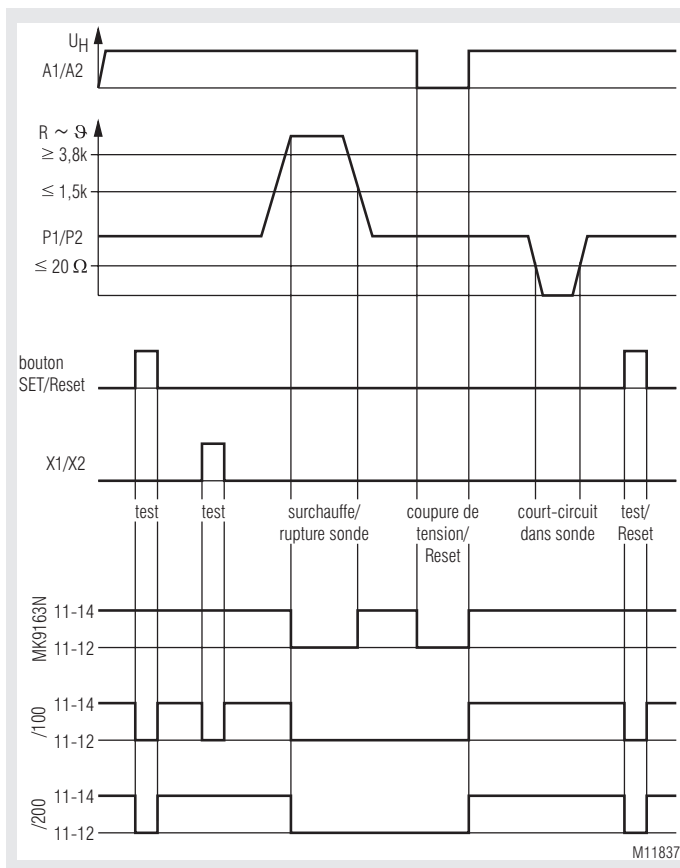 U_H
A1/A2
R ~ ϑ
≥ 3,8k
≤ 1,5k
P1/P2
≤ 20 Ω
bouton
SET/Reset
X1/X2
test
test
surchauffe/
rupture sonde
coupure de
tension/
Reset
court-circuit
dans sonde
test/
Reset
MK9163N
11-14
11-12
/100
11-14
11-12
/200
11-14
11-12
M11837